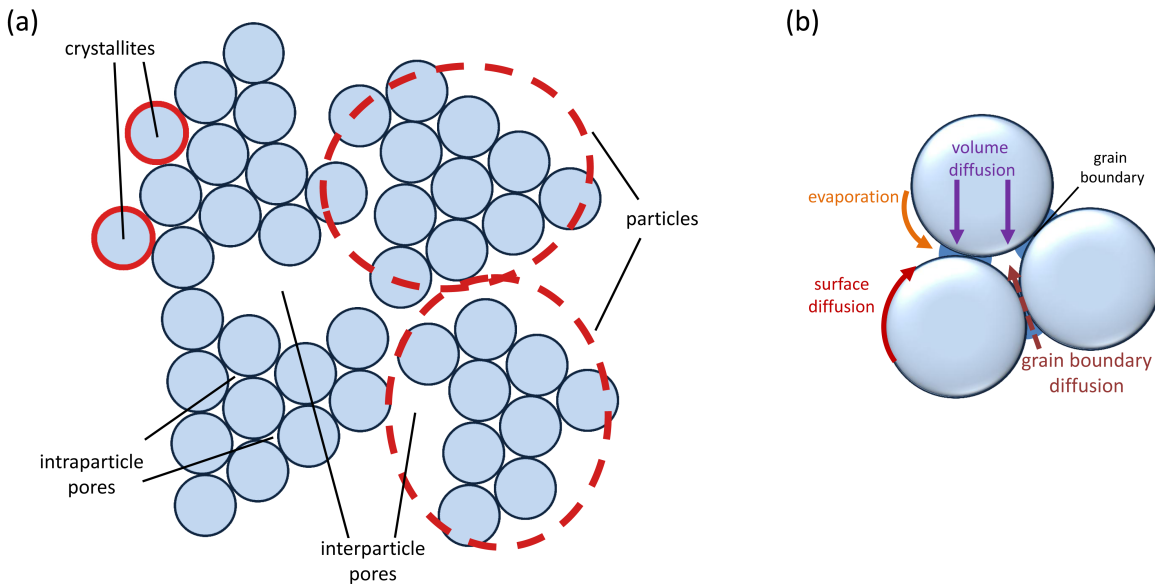 (a)
crystallites
particles
intraparticle
pores
interparticle
pores
(b)
volume
diffusion
grain
boundary
evaporation
surface
diffusion
grain boundary
diffusion